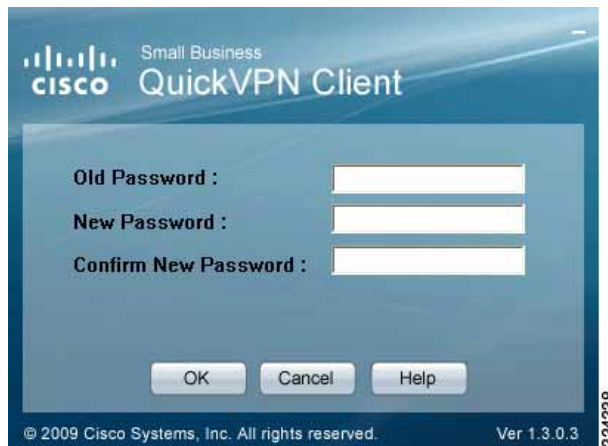 Small Business
CISCO QuickVPN Client
Old Password :
New Password :
Confirm New Password :
OK Cancel Help
© 2009 Cisco Systems, Inc. All rights reserved. Ver 1.3.0.3